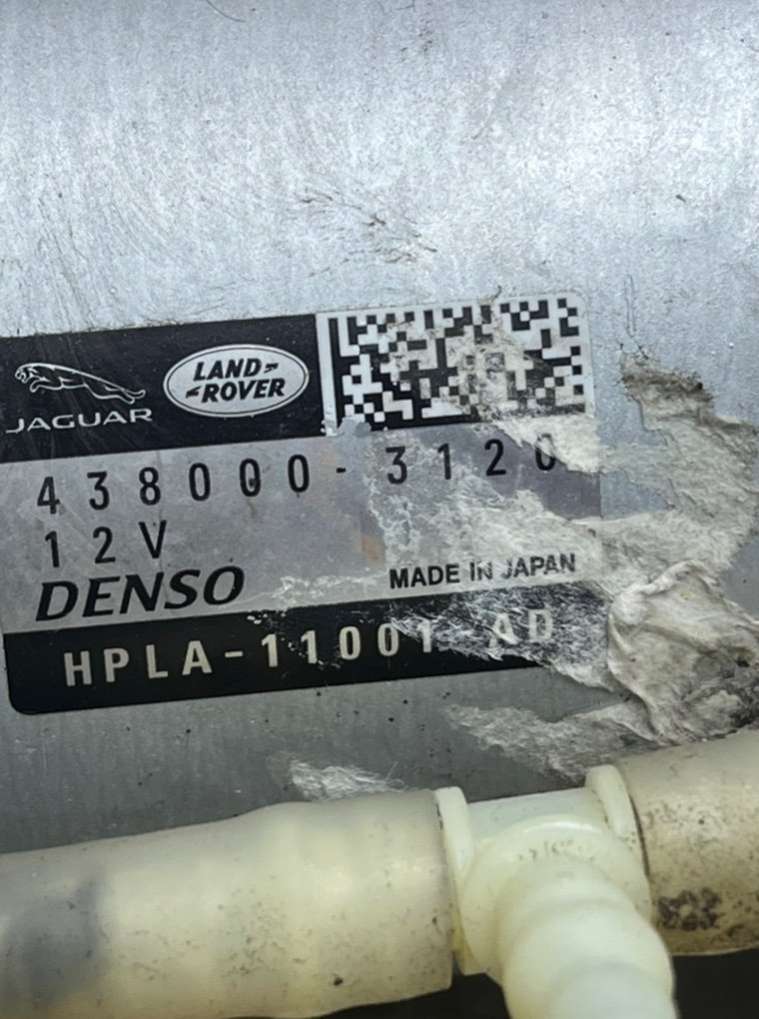 JAGUAR
LAND-
-ROVER
438000-3120
12V
DENSO
MADE IN JAPAN
HPLA-11001-AD